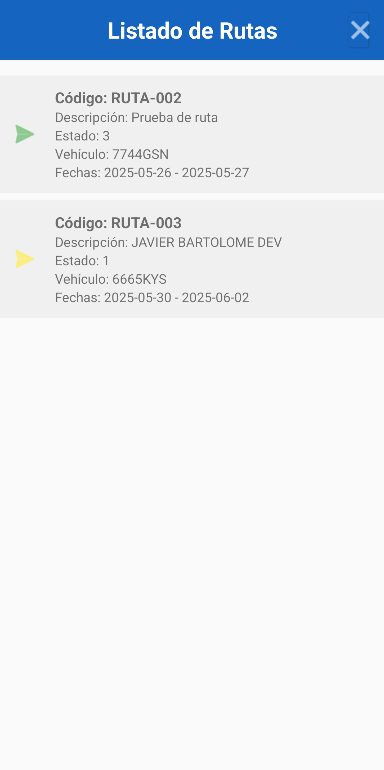 Listado de Rutas
Código: RUTA-002
Descripción: Prueba de ruta
Estado: 3
Vehículo: 7744GSN
Fechas: 2025-05-26 - 2025-05-27
Código: RUTA-003
Descripción: JAVIER BARTOLOME DEV
Estado: 1
Vehículo: 6665KYS
Fechas: 2025-05-30 - 2025-06-02